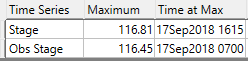 Time Series Maximum Time at Max
Stage 116.81 17Sep2018 1615
Obs Stage 116.45 17Sep2018 0700